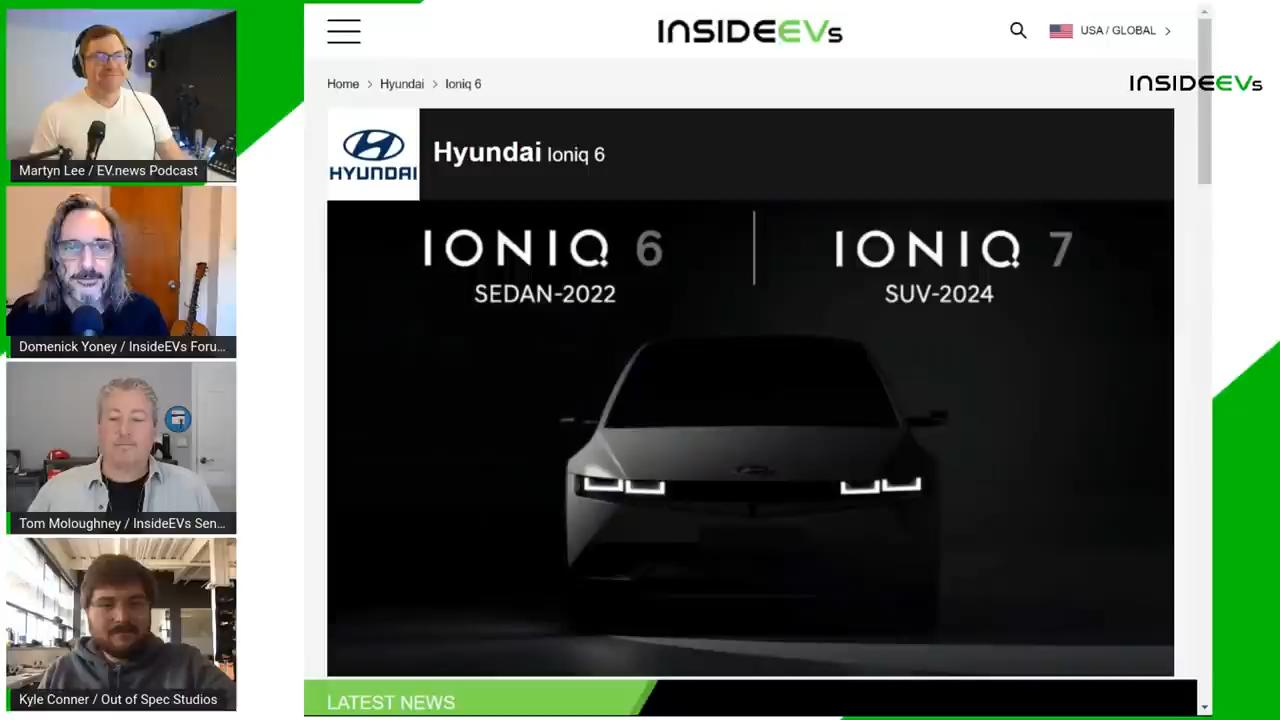 Martyn Lee / EV.news Podcast
Domenick Yoney / InsideEVs Foru...
Tom Moloughney / InsideEVs Sen...
Kyle Conner / Out of Spec Studios
INSIDEEVs
USA / GLOBAL
Home > Hyundai > Ioniq 6
INSIDEEVs
HYUNDAI
Hyundai Ioniq 6
IONIQ 6
SEDAN-2022
IONIQ 7
SUV-2024
LATEST NEWS